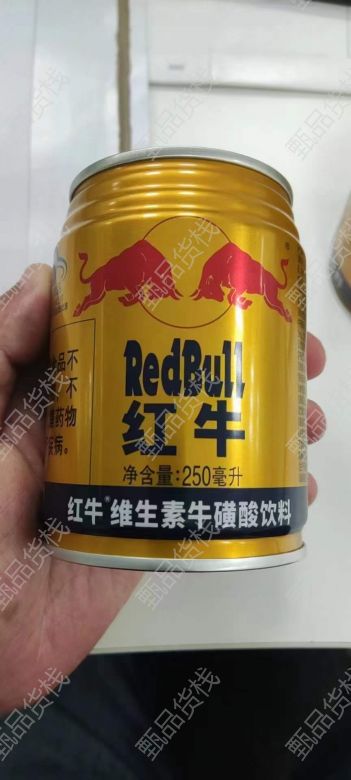 RedBull
红牛
净含量:250毫升
红牛®维生素牛磺酸饮料
品不
不
药物
疾病。
甄品货栈